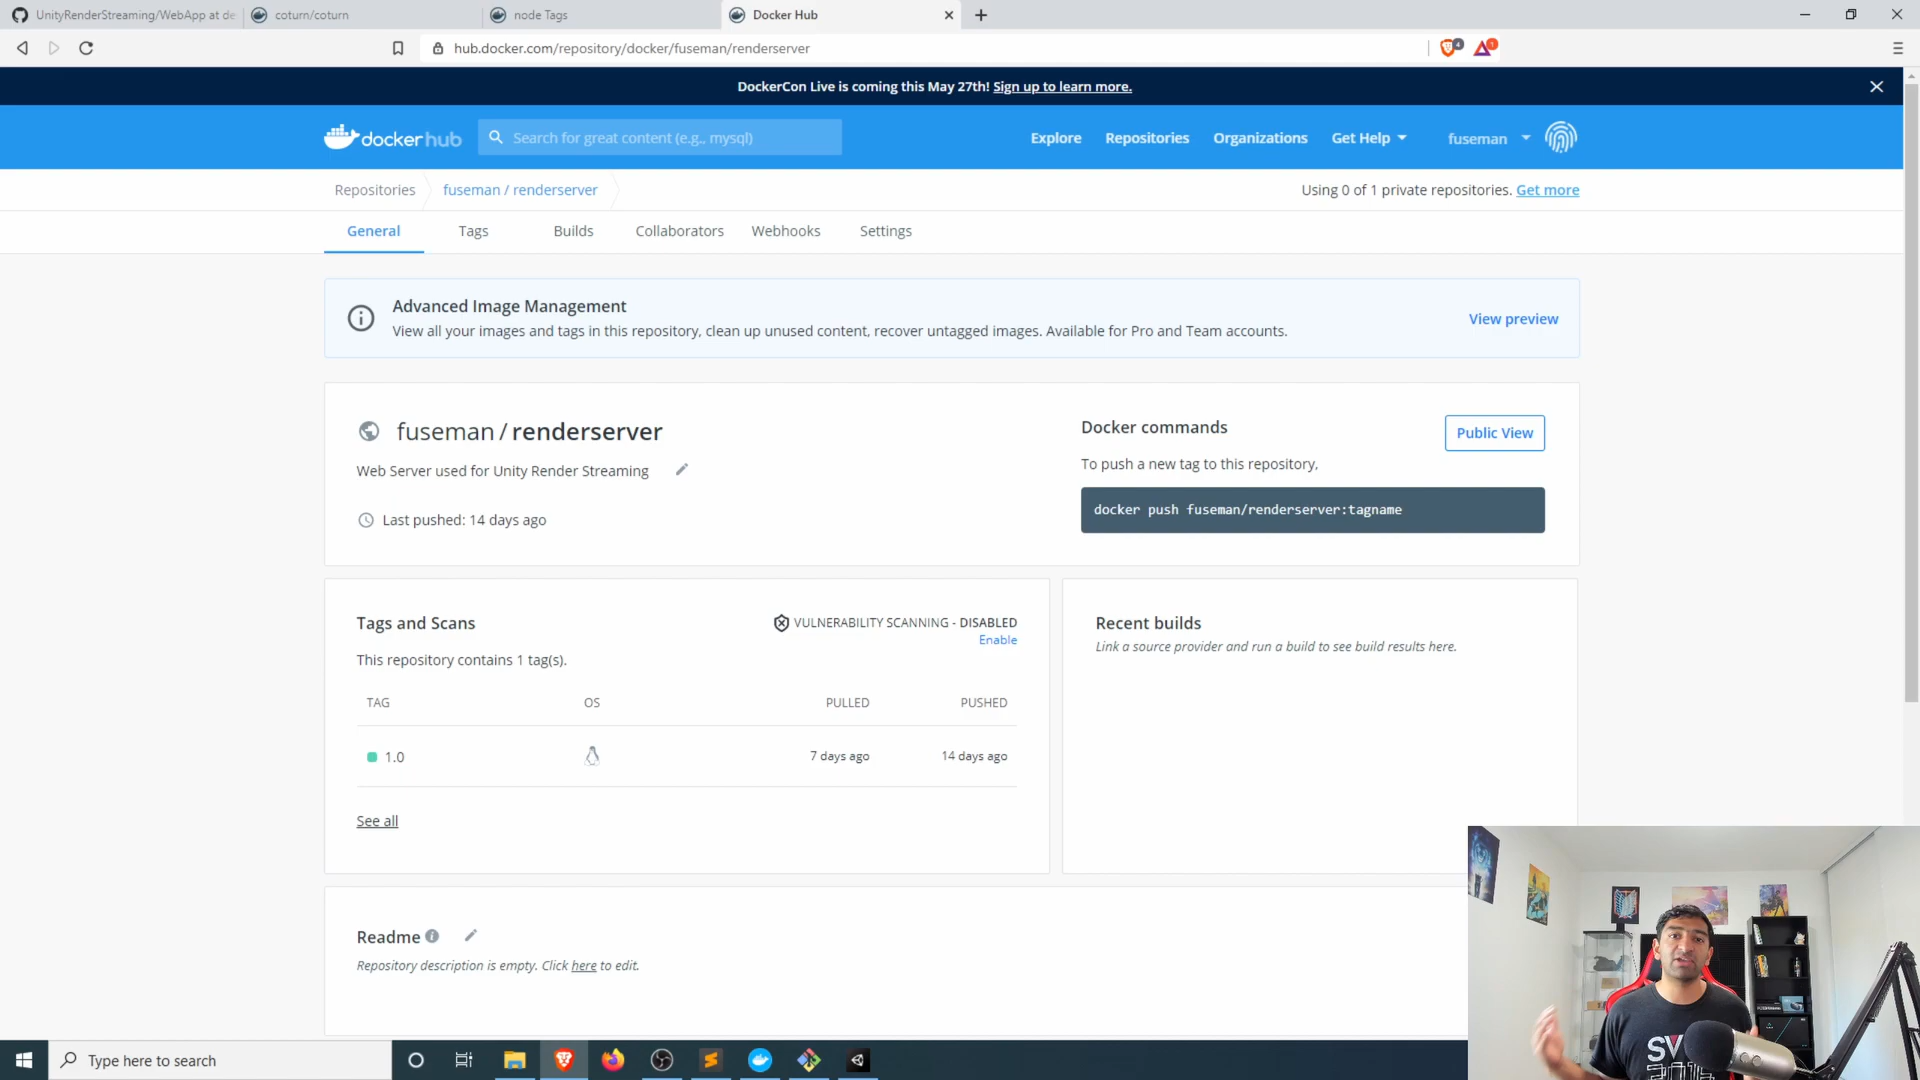 UnityRenderStreaming/WebApp at de
coturn/coturn
node Tags
Docker Hub
hub.docker.com/repository/docker/fuseman/renderserver
4
1
DockerCon Live is coming this May 27th! Sign up to learn more.
docker hub
Search for great content (e.g., mysql)
Explore
Repositories
Organizations
Get Help
fuseman
Repositories
fuseman / renderserver
Using 0 of 1 private repositories. Get more
General
Tags
Builds
Collaborators
Webhooks
Settings
Advanced Image Management
View all your images and tags in this repository, clean up unused content, recover untagged images. Available for Pro and Team accounts.
View preview
fuseman / renderserver
Web Server used for Unity Render Streaming
Last pushed: 14 days ago
Docker commands
Public View
To push a new tag to this repository,
docker push fuseman/renderserver:tagname
Tags and Scans
VULNERABILITY SCANNING - DISABLED
Enable
This repository contains 1 tag(s).
TAG
OS
PULLED
PUSHED
1.0
7 days ago
14 days ago
See all
Recent builds
Link a source provider and run a build to see build results here.
Readme
Repository description is empty. Click here to edit.
Type here to search